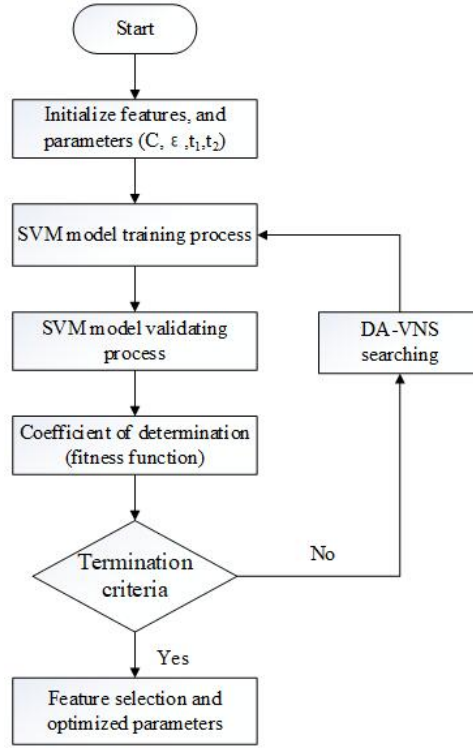 Start
Initialize features, and
parameters (C, ε,t₁,t₂)
SVM model training process
SVM model validating
process
DA-VNS
searching
Coefficient of determination
(fitness function)
Termination
criteria
No
Yes
Feature selection and
optimized parameters